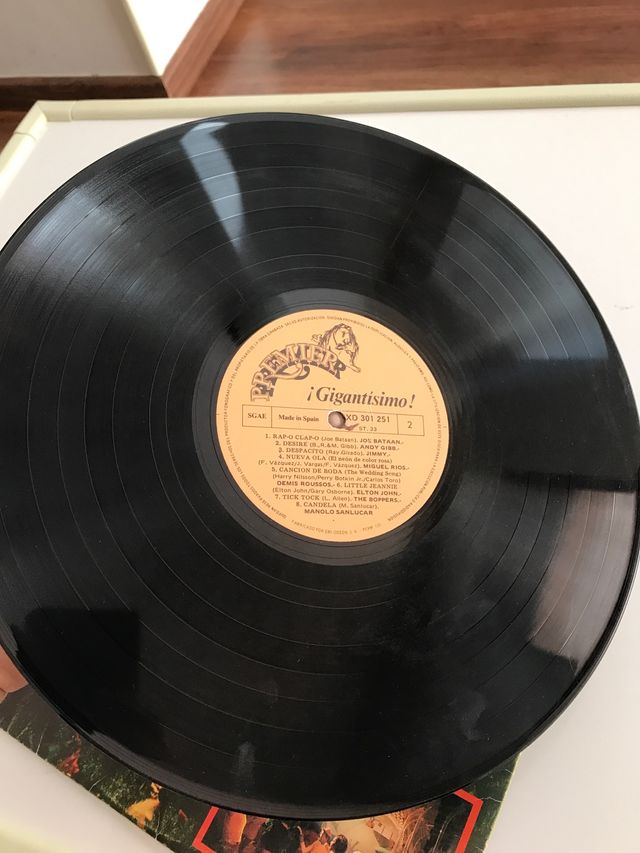 PREMIER
¡Gigantísimo!
SGAE
Made in Spain
XD 301 251
ST. 33
2
1. RAP-O CLAP-O (Joe Bataan). JOE BATAAN.-
2. DESIRE (B., R.&M. Gibb). ANDY GIBB.-
3. DESPACITO (Ray Girado). JIMMY.-
4. NUEVA OLA (El neón de color rosa)
(F. Vázquez/J. Vargas/F. Vázquez). MIGUEL RIOS.-
5. CANCION DE BODA (The Wedding Song)
(Harry Nilsson/Perry Botkin Jr./Carlos Toro)
DEMIS ROUSSOS.- 6. LITTLE JEANNIE
(Elton John/Gary Osborne). ELTON JOHN.-
7. TICK TOCK (L. Allen). THE BOPPERS.-
8. CANDELA (M. Sanlucar).
MANOLO SANLUCAR
FABRICADO POR EMI-ODEON, S. A.